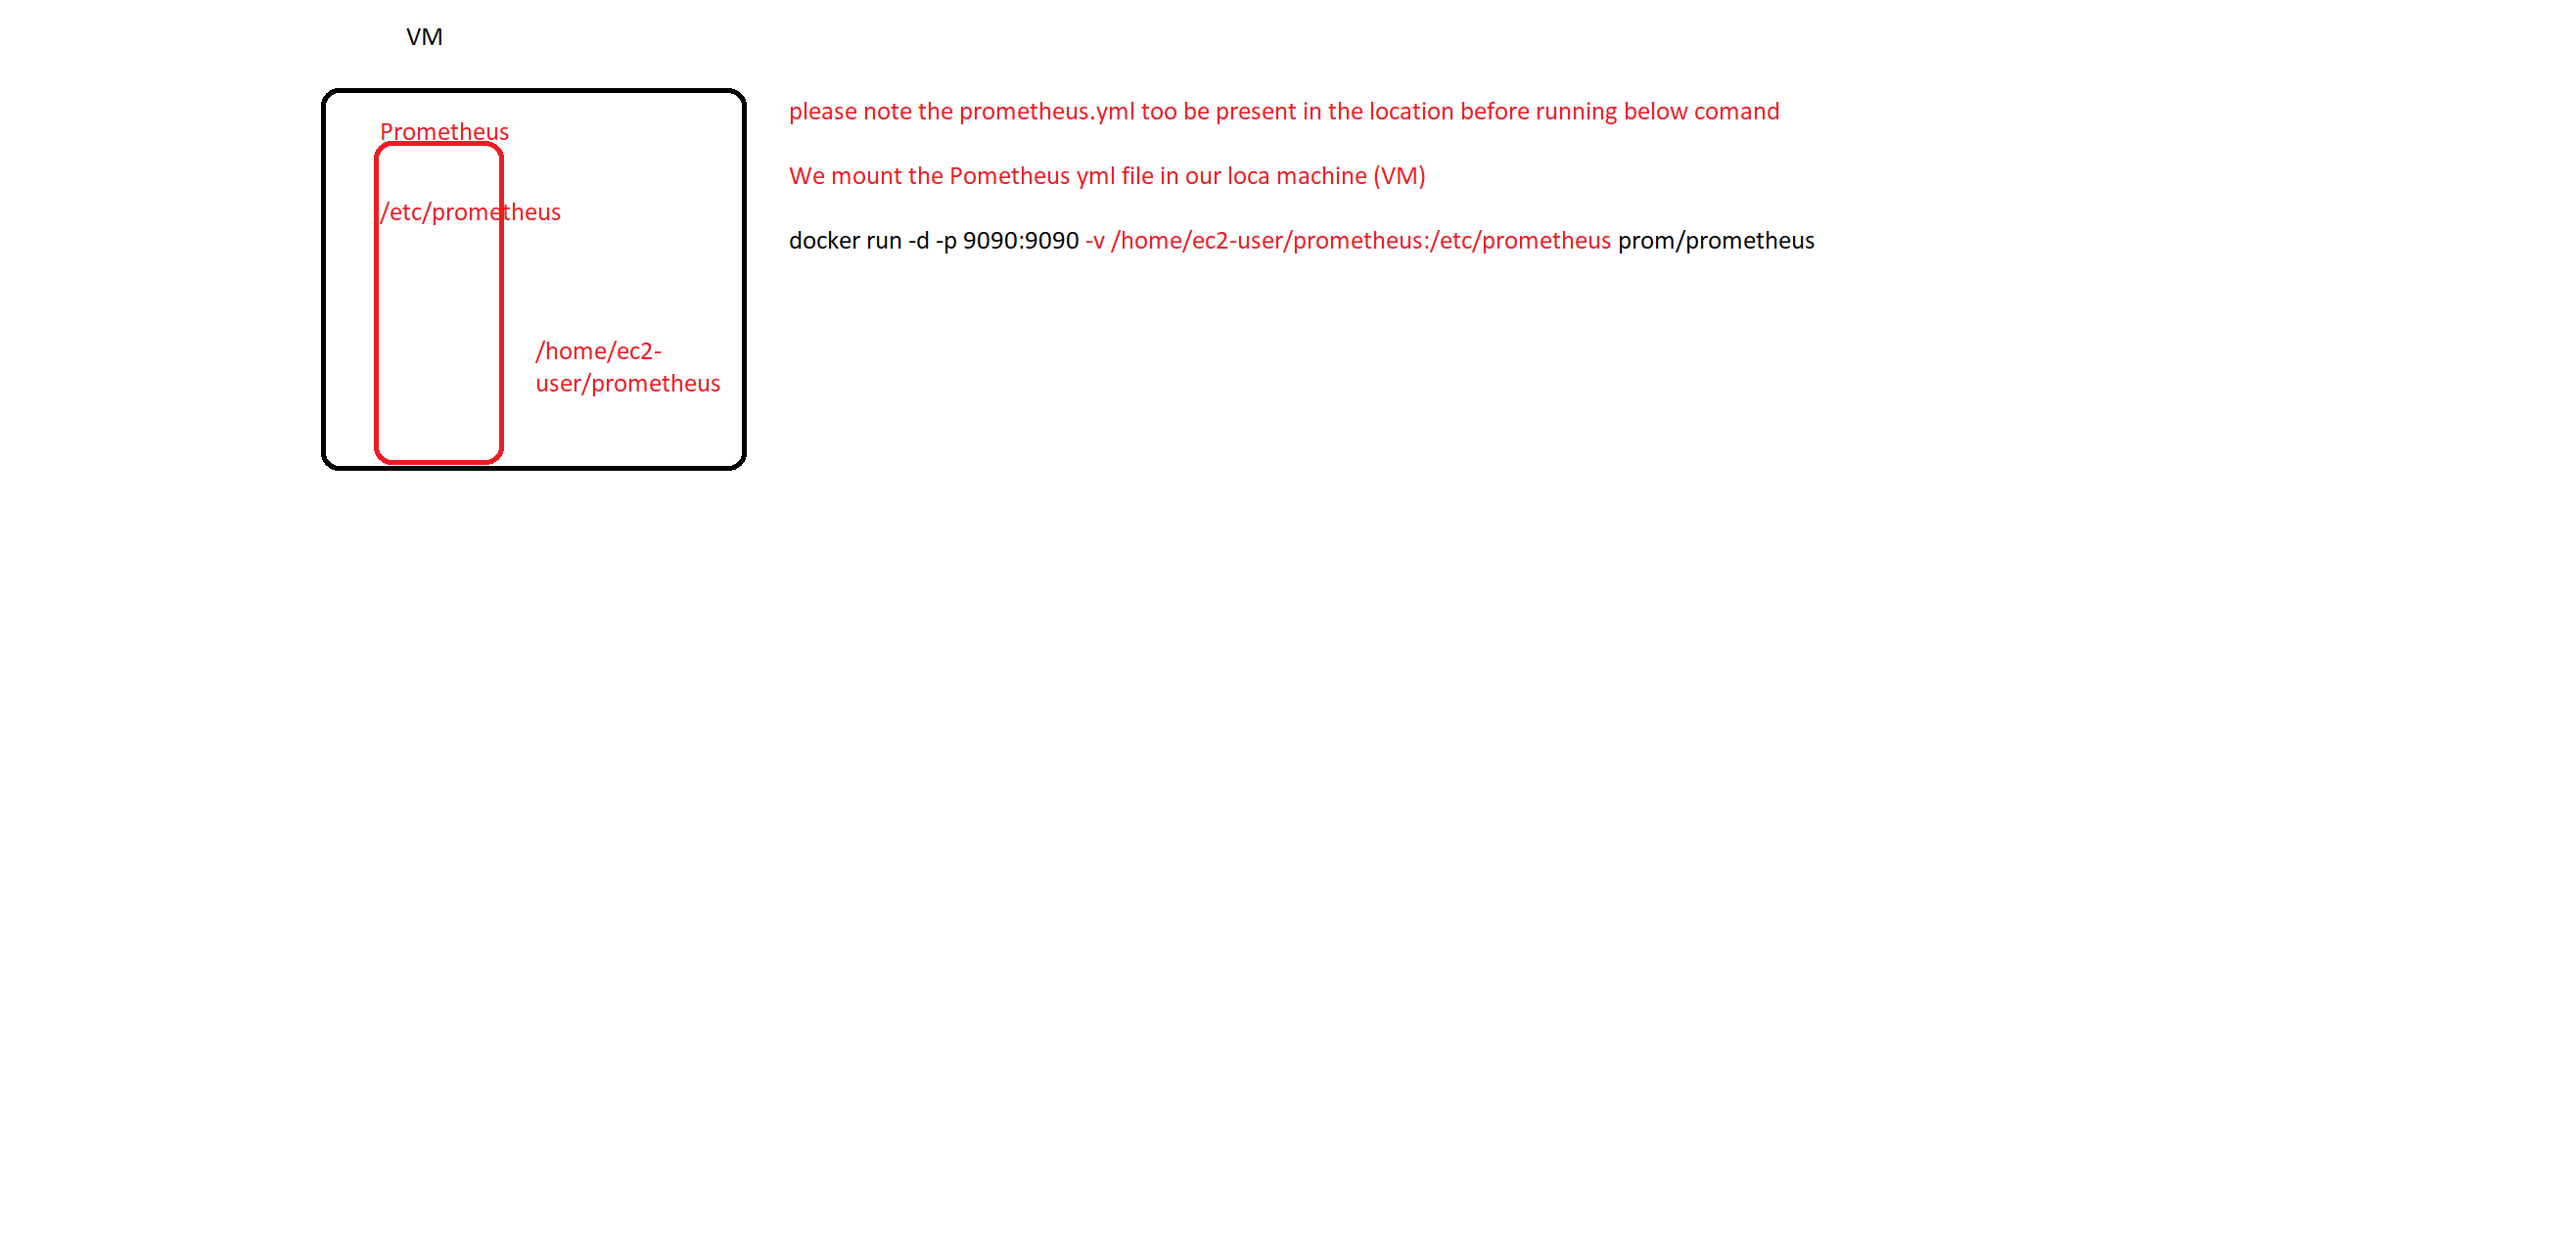 VM
Prometheus
/etc/prometheus
/home/ec2-
user/prometheus
please note the prometheus.yml too be present in the location before running below comand
We mount the Pometheus yml file in our loca machine (VM)
docker run -d -p 9090:9090 -v /home/ec2-user/prometheus:/etc/prometheus prom/prometheus